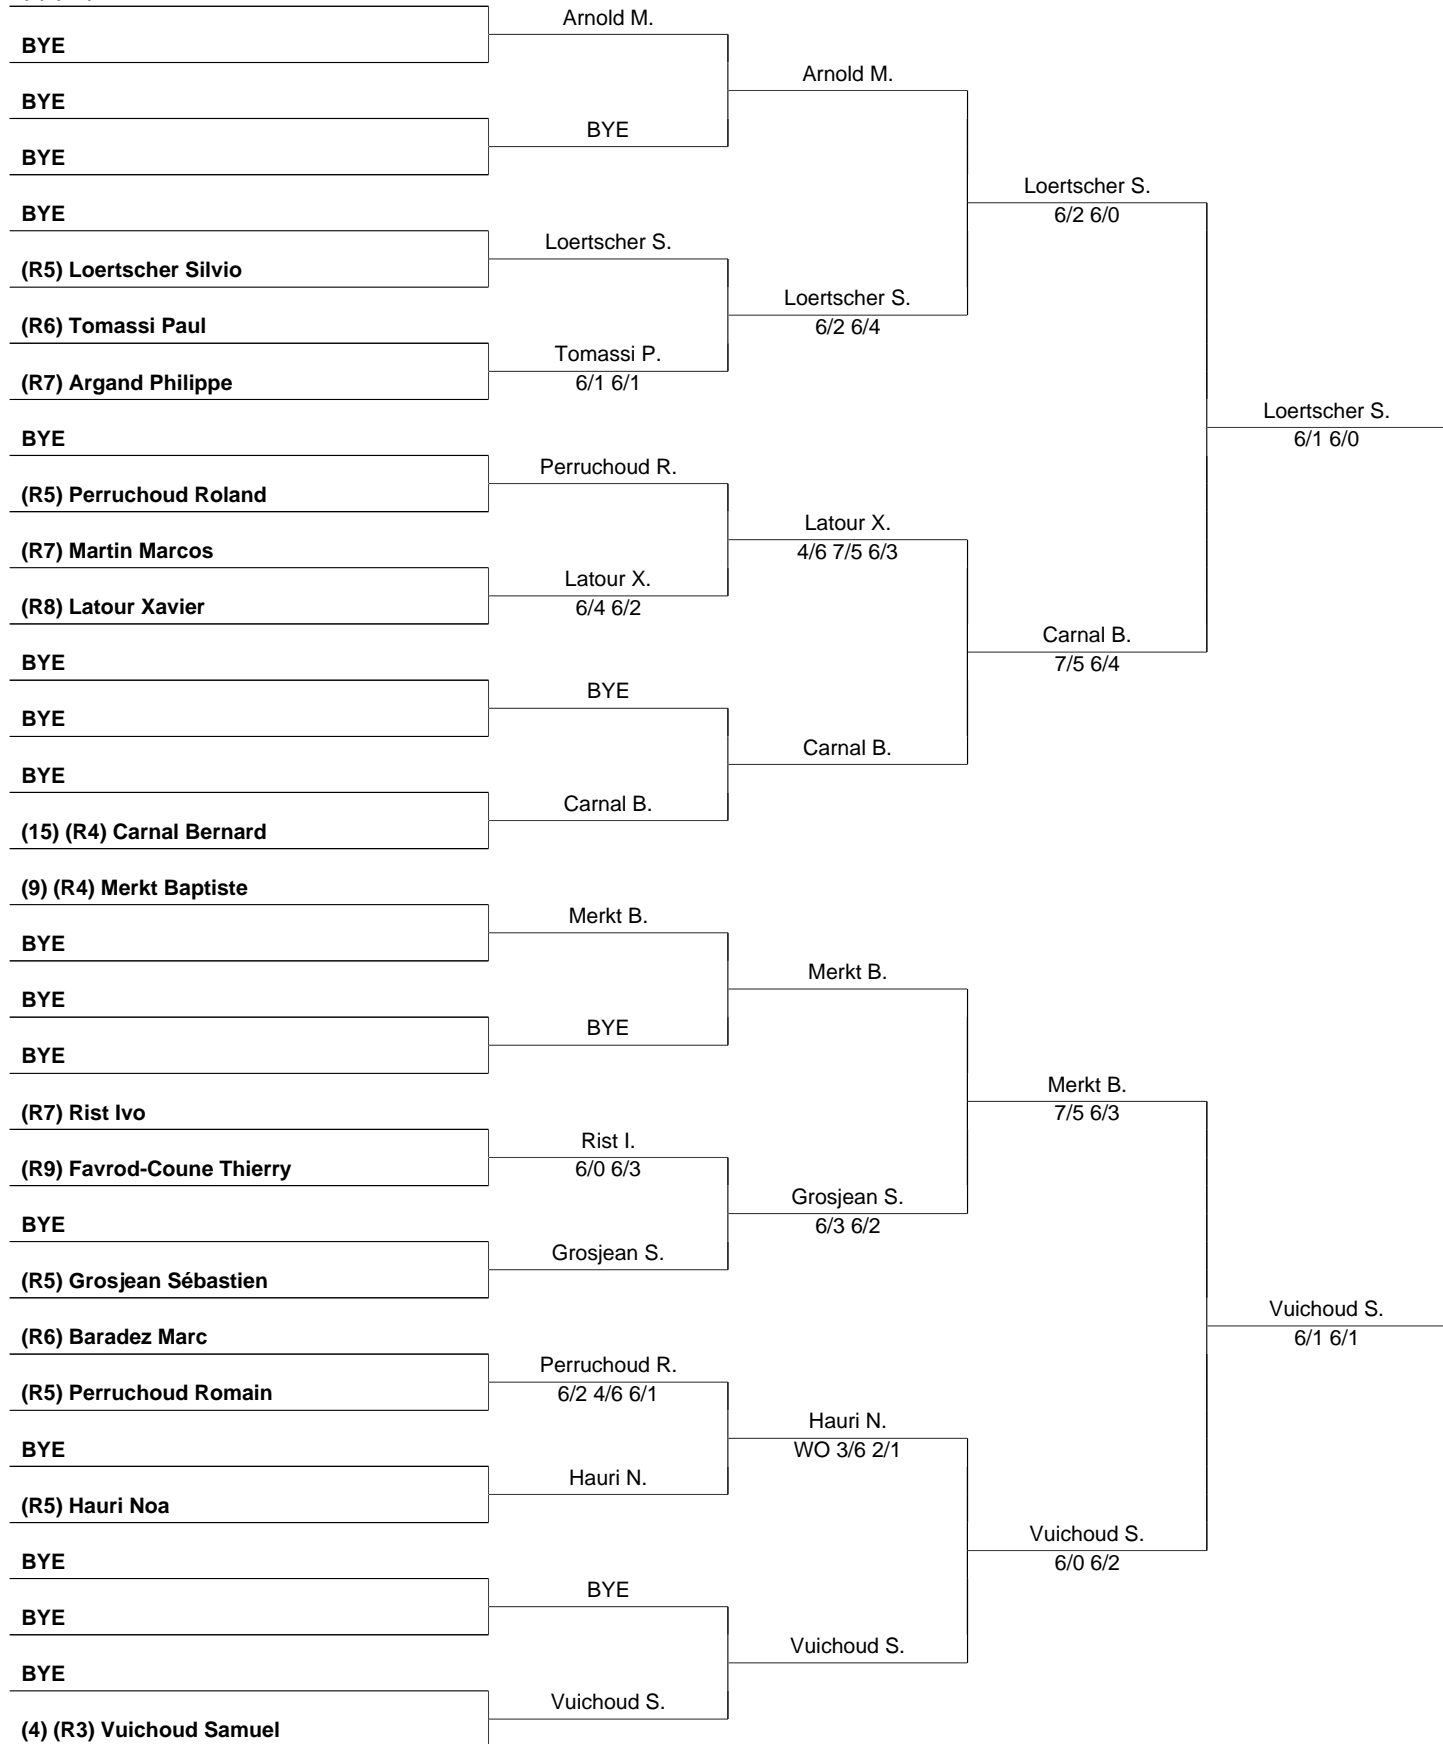 Arnold M.
BYE
Arnold M.
BYE
BYE
BYE
Loertscher S.
BYE
6/2 6/0
Loertscher S.
(R5) Loertscher Silvio
Loertscher S.
(R6) Tomassi Paul
6/2 6/4
Tomassi P.
(R7) Argand Philippe
6/1 6/1
Loertscher S.
BYE
6/1 6/0
Perruchoud R.
(R5) Perruchoud Roland
Latour X.
(R7) Martin Marcos
4/6 7/5 6/3
Latour X.
(R8) Latour Xavier
6/4 6/2
Carnal B.
BYE
7/5 6/4
BYE
BYE
Carnal B.
BYE
Carnal B.
(15) (R4) Carnal Bernard
(9) (R4) Merkt Baptiste
Merkt B.
BYE
Merkt B.
BYE
BYE
BYE
Merkt B.
(R7) Rist Ivo
7/5 6/3
Rist I.
(R9) Favrod-Coune Thierry
6/0 6/3
Grosjean S.
BYE
6/3 6/2
Grosjean S.
(R5) Grosjean Sébastien
Vuichoud S.
(R6) Baradez Marc
6/1 6/1
Perruchoud R.
(R5) Perruchoud Romain
6/2 4/6 6/1
Hauri N.
BYE
WO 3/6 2/1
Hauri N.
(R5) Hauri Noa
Vuichoud S.
BYE
6/0 6/2
BYE
BYE
Vuichoud S.
BYE
Vuichoud S.
(4) (R3) Vuichoud Samuel